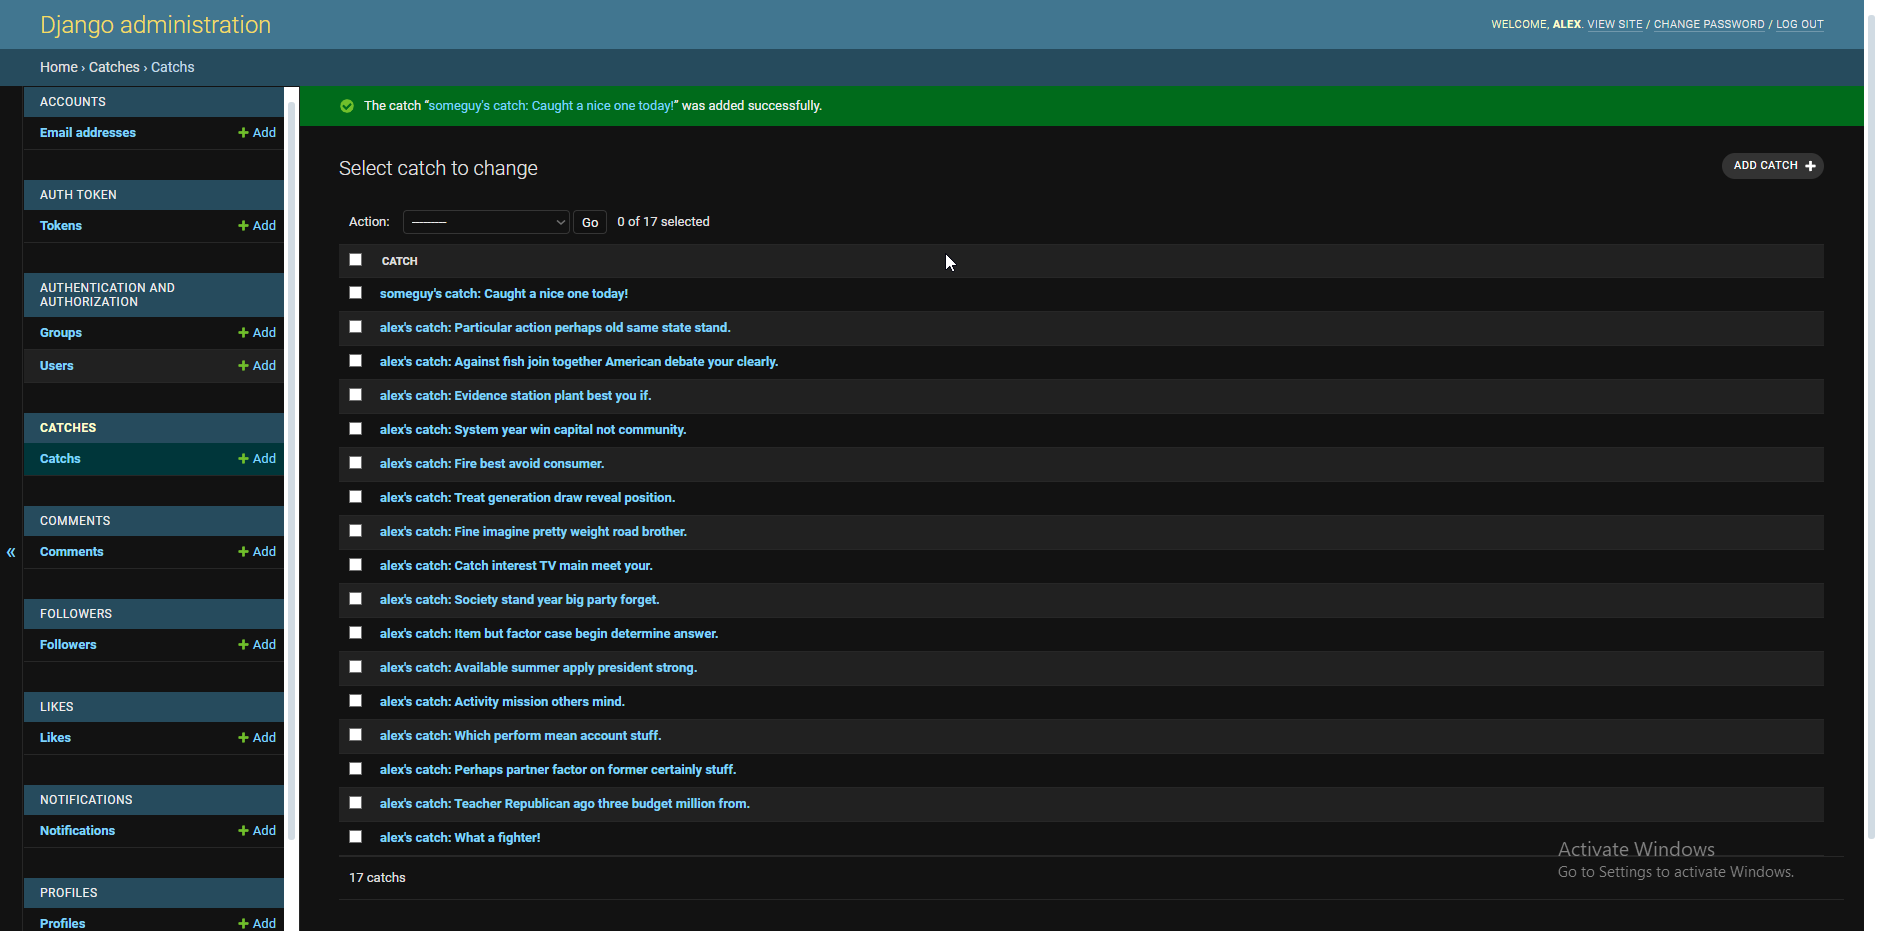 Django administration
WELCOME, ALEX. VIEW SITE / CHANGE PASSWORD / LOG OUT
Home › Catches › Catchs
ACCOUNTS
Email addresses + Add
AUTH TOKEN
Tokens + Add
AUTHENTICATION AND
AUTHORIZATION
Groups + Add
Users + Add
CATCHES
Catchs + Add
COMMENTS
Comments + Add
FOLLOWERS
Followers + Add
LIKES
Likes + Add
NOTIFICATIONS
Notifications + Add
PROFILES
Profiles + Add
«
The catch “someguy's catch: Caught a nice one today!” was added successfully.
Select catch to change
ADD CATCH +
Action: --------- Go 0 of 17 selected
CATCH
someguy's catch: Caught a nice one today!
alex's catch: Particular action perhaps old same state stand.
alex's catch: Against fish join together American debate your clearly.
alex's catch: Evidence station plant best you if.
alex's catch: System year win capital not community.
alex's catch: Fire best avoid consumer.
alex's catch: Treat generation draw reveal position.
alex's catch: Fine imagine pretty weight road brother.
alex's catch: Catch interest TV main meet your.
alex's catch: Society stand year big party forget.
alex's catch: Item but factor case begin determine answer.
alex's catch: Available summer apply president strong.
alex's catch: Activity mission others mind.
alex's catch: Which perform mean account stuff.
alex's catch: Perhaps partner factor on former certainly stuff.
alex's catch: Teacher Republican ago three budget million from.
alex's catch: What a fighter!
17 catchs
Activate Windows
Go to Settings to activate Windows.